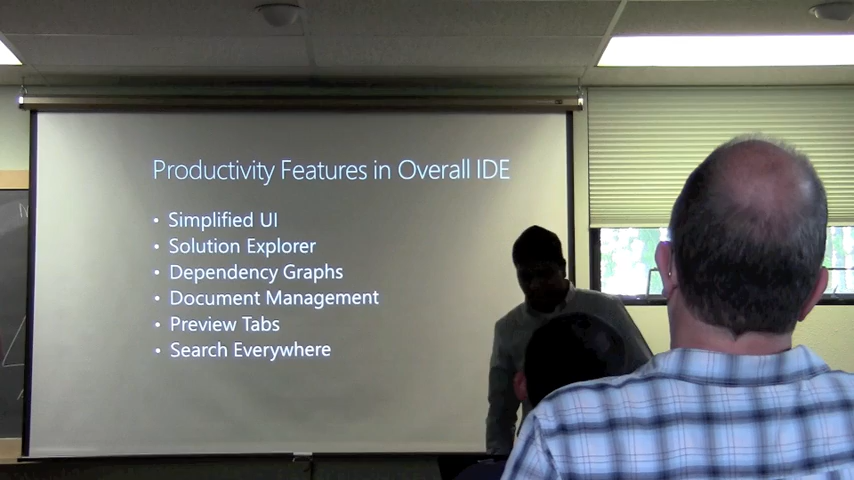 Productivity Features in Overall IDE
• Simplified UI
• Solution Explorer
• Dependency Graphs
• Document Management
• Preview Tabs
• Search Everywhere